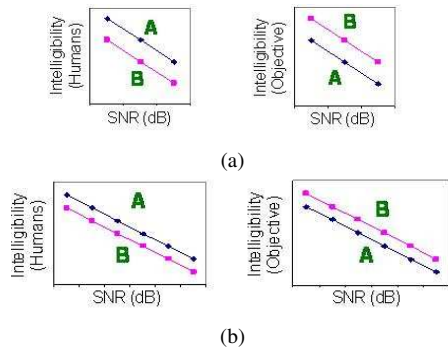 Intelligibility
(Humans)
A
B
SNR (dB)
Intelligibility
(Objective)
B
A
SNR (dB)
(a)
Intelligibility
(Humans)
A
B
SNR (dB)
Intelligibility
(Objective)
B
A
SNR (dB)
(b)